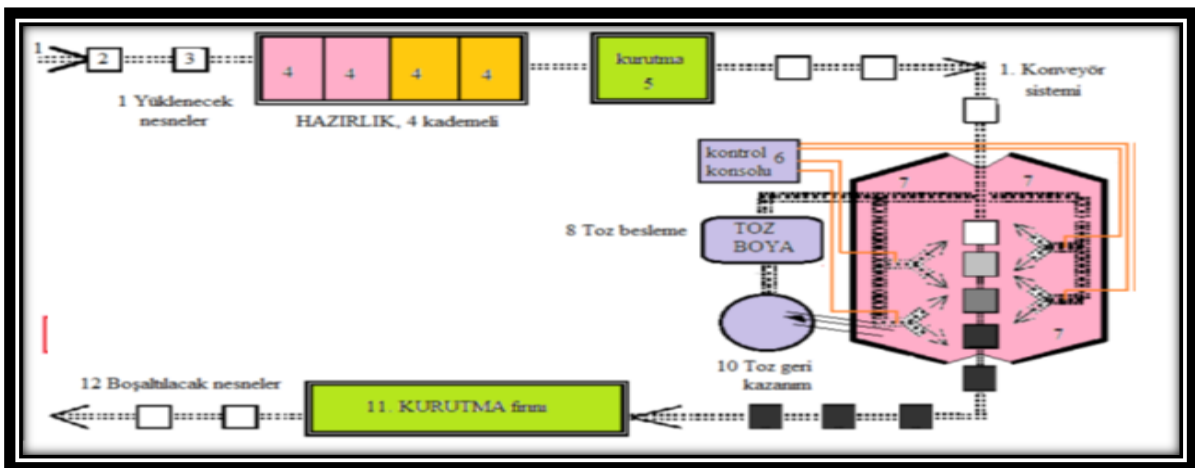 1
2
3
1 Yüklenecek
nesneler
4
4
4
4
HAZIRLIK, 4 kademeli
kurutma
5
1. Konveyör
sistemi
kontrol 6
konsolu
7
7
8 Toz besleme
TOZ
BOYA
7
10 Toz geri
kazanım
12 Boşaltılacak nesneler
11. KURUTMA fırını